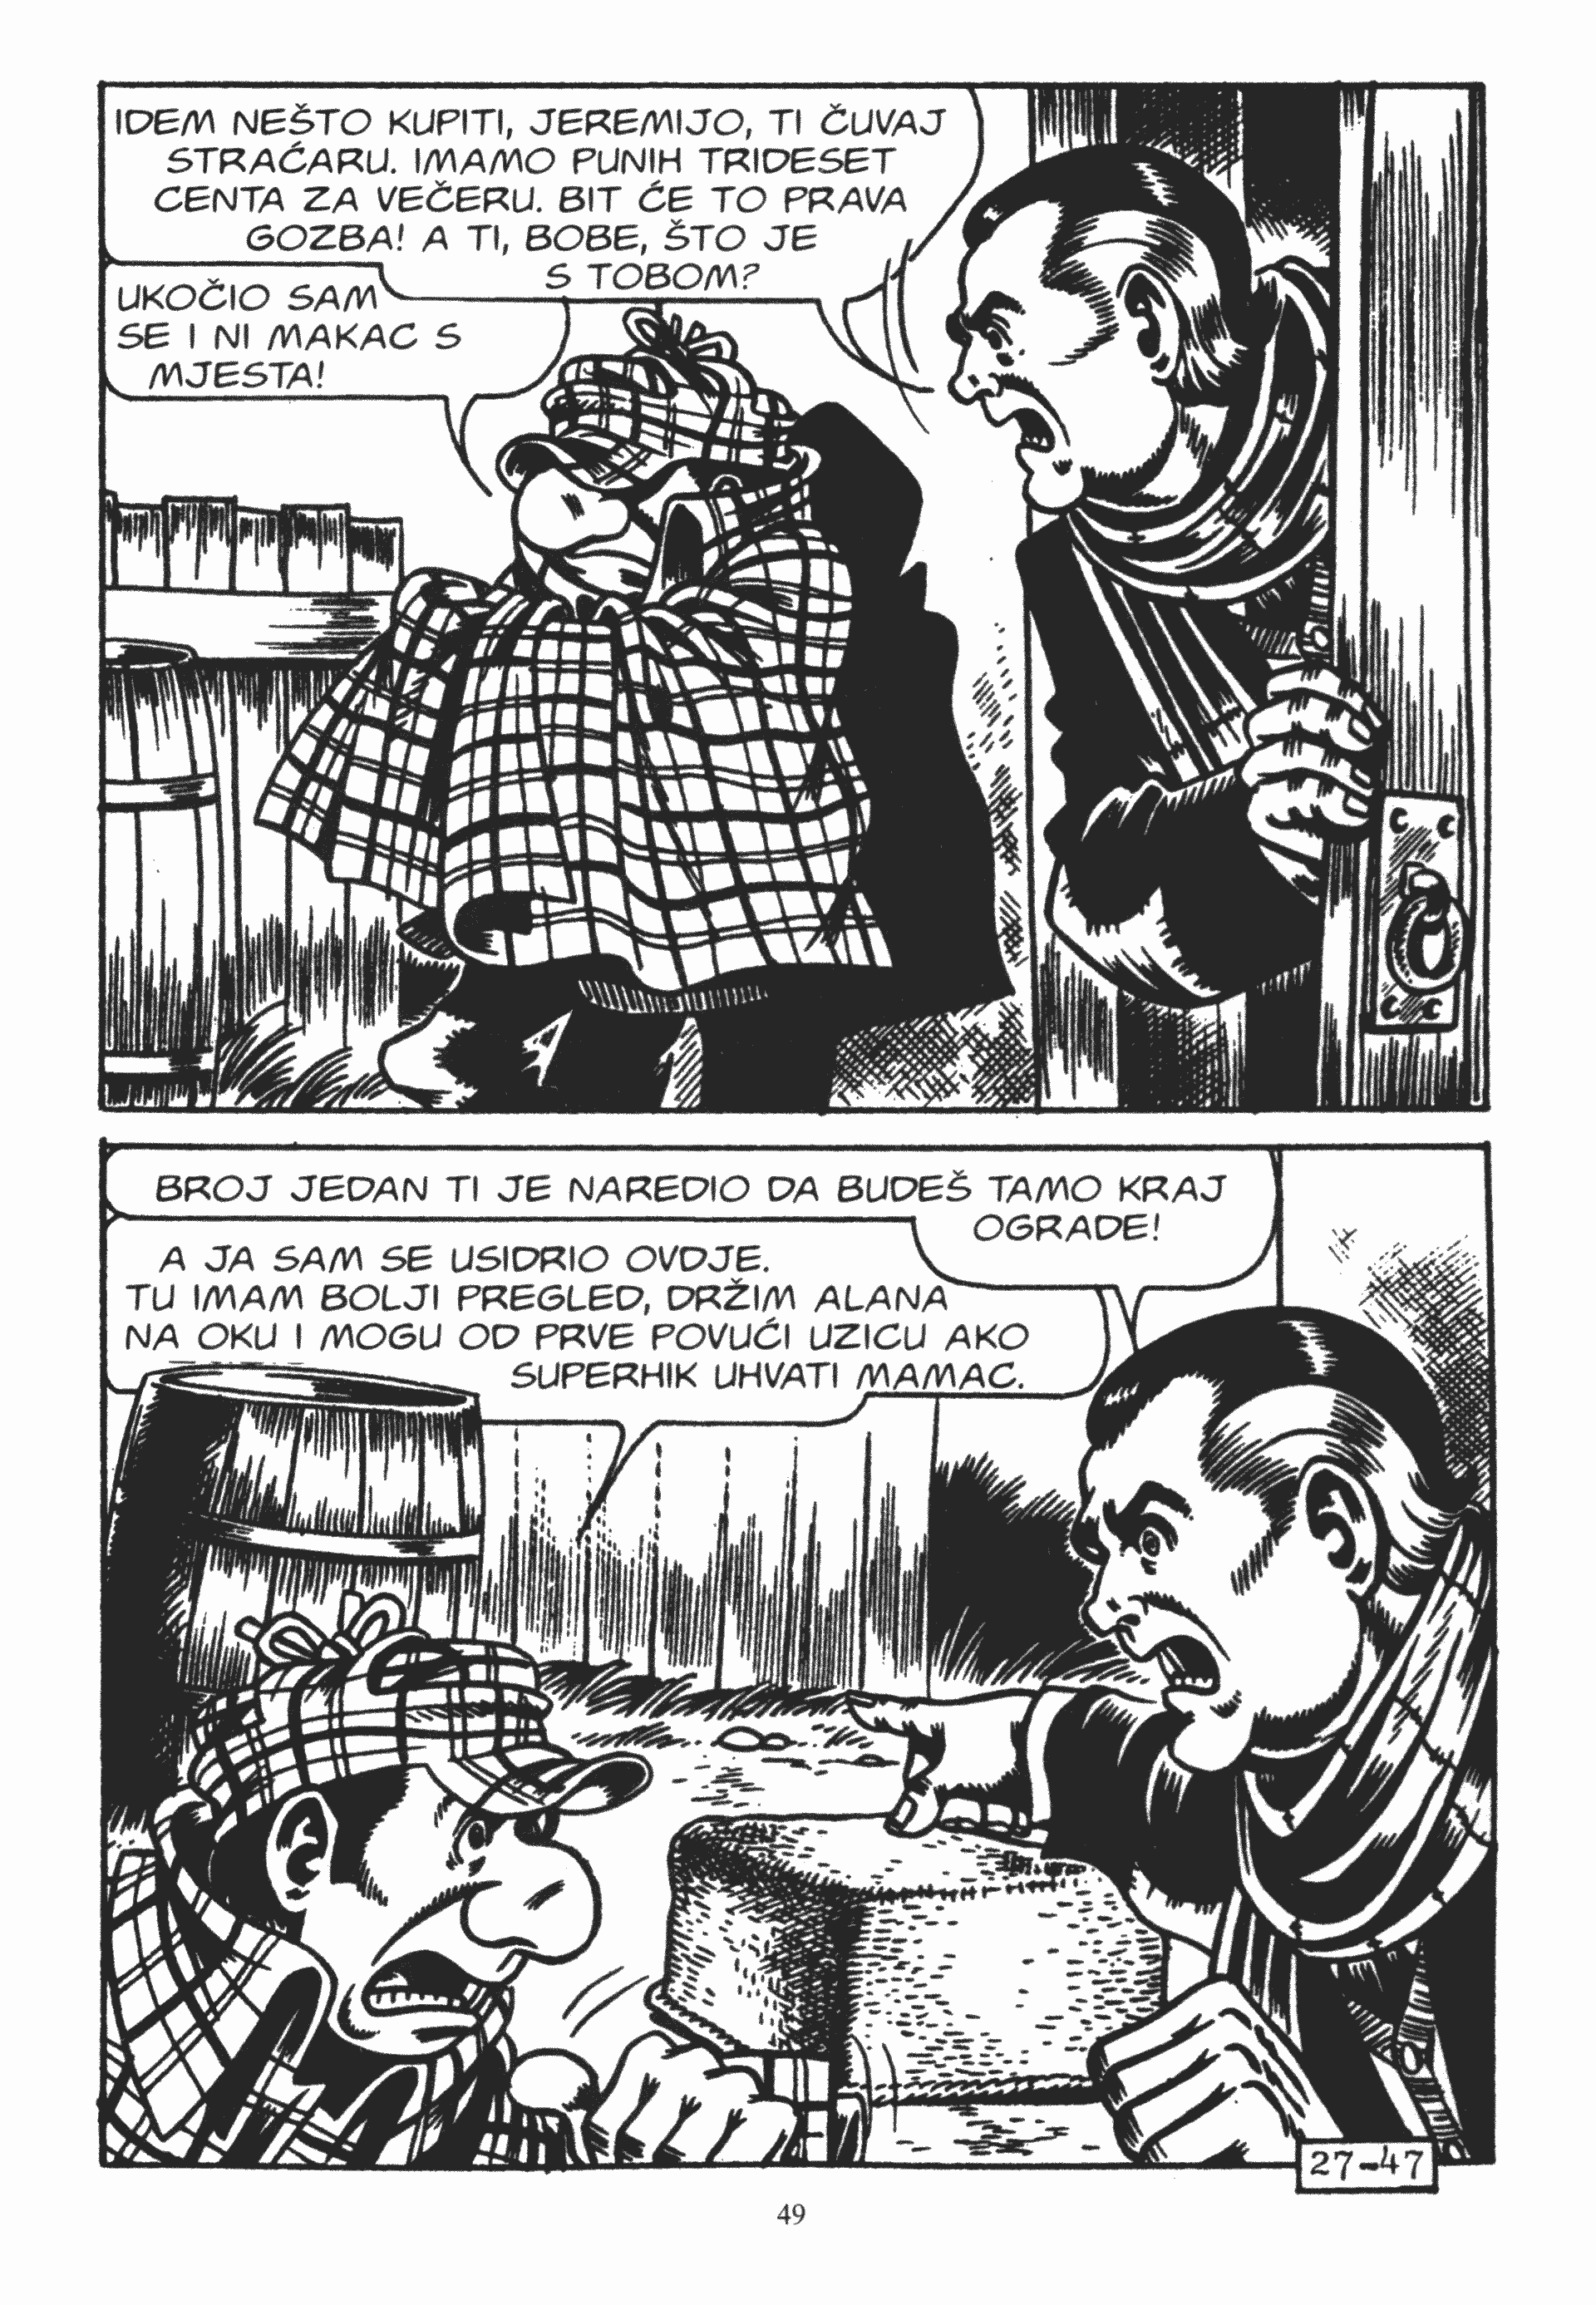 IDEM NEŠTO KUPITI, JEREMIJO, TI ČUVAJ
STRAĆARU. IMAMO PUNIH TRIDESET
CENTA ZA VEČERU. BIT ĆE TO PRAVA
GOZBA! A TI, BOBE, ŠTO JE
S TOBOM?
UKOČIO SAM
SE I NI MAKAC S
MJESTA!
BROJ JEDAN TI JE NAREDIO DA BUDEŠ TAMO KRAJ
OGRADE!
A JA SAM SE USIDRIO OVDJE.
TU IMAM BOLJI PREGLED, DRŽIM ALANA
NA OKU I MOGU OD PRVE POVUĆI UZICU AKO
SUPERHIK UHVATI MAMAC.
27-47
49